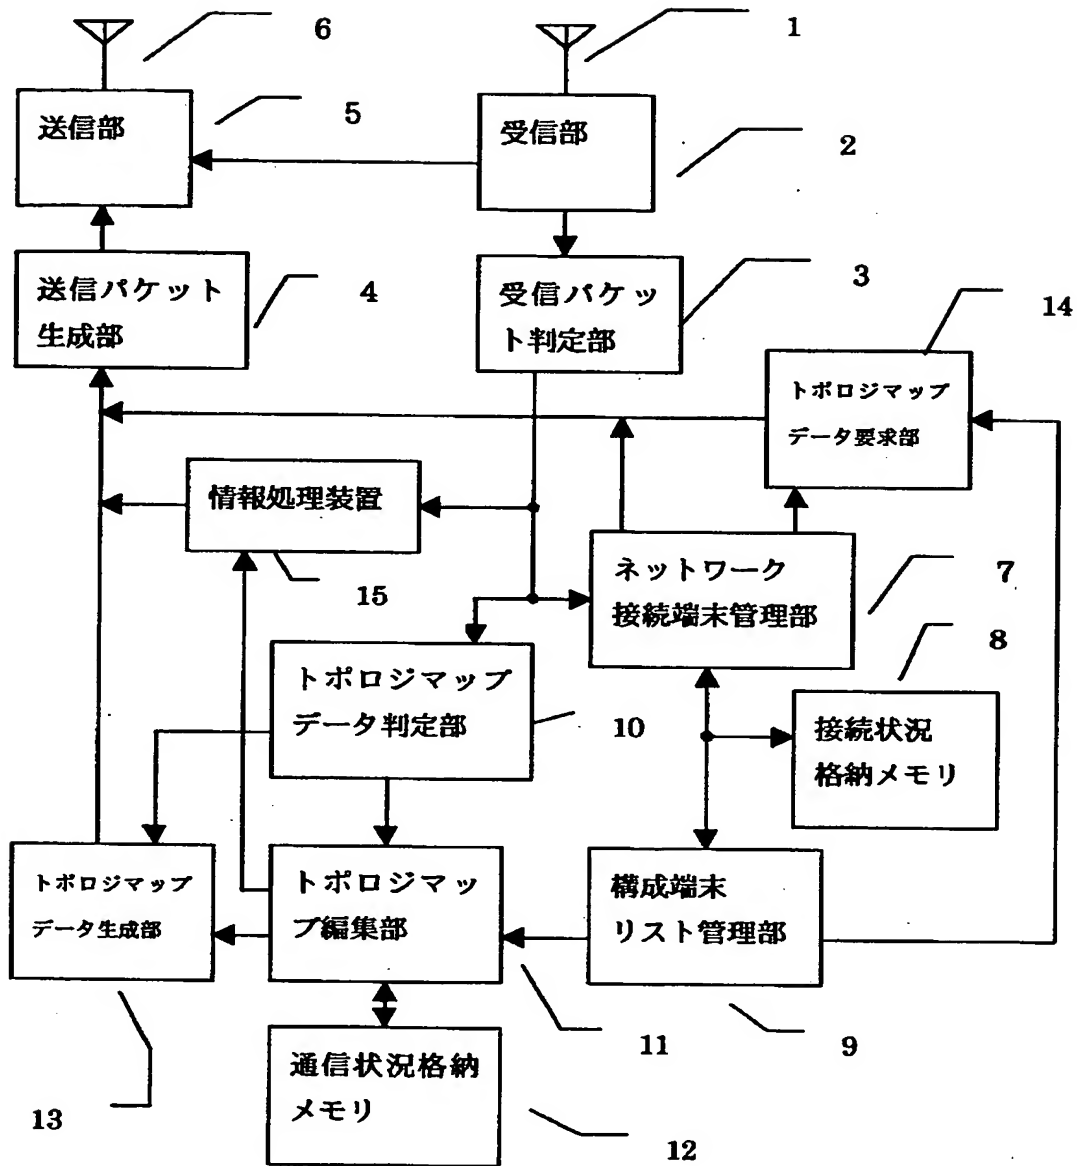 6
1
送信部
5
受信部
2
送信パケット
生成部
4
受信パケッ
ト判定部
3
14
トポロジマップ
データ要求部
情報処理装置
15
ネットワーク
接続端末管理部
7
8
トポロジマップ
データ判定部
10
接続状況
格納メモリ
トポロジマップ
データ生成部
トポロジマッ
プ編集部
構成端末
リスト管理部
13
11
9
通信状況格納
メモリ
12